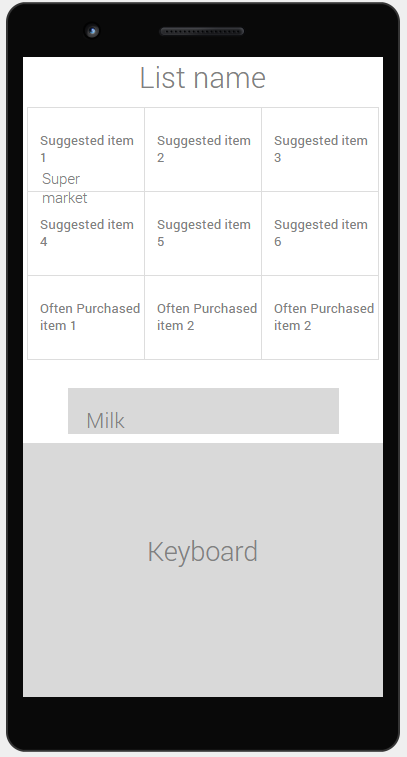 List name
Suggested item
1
Suggested item
2
Suggested item
3
Super
market
Suggested item
4
Suggested item
5
Suggested item
6
Often Purchased
item 1
Often Purchased
item 2
Often Purchased
item 2
Milk
Keyboard